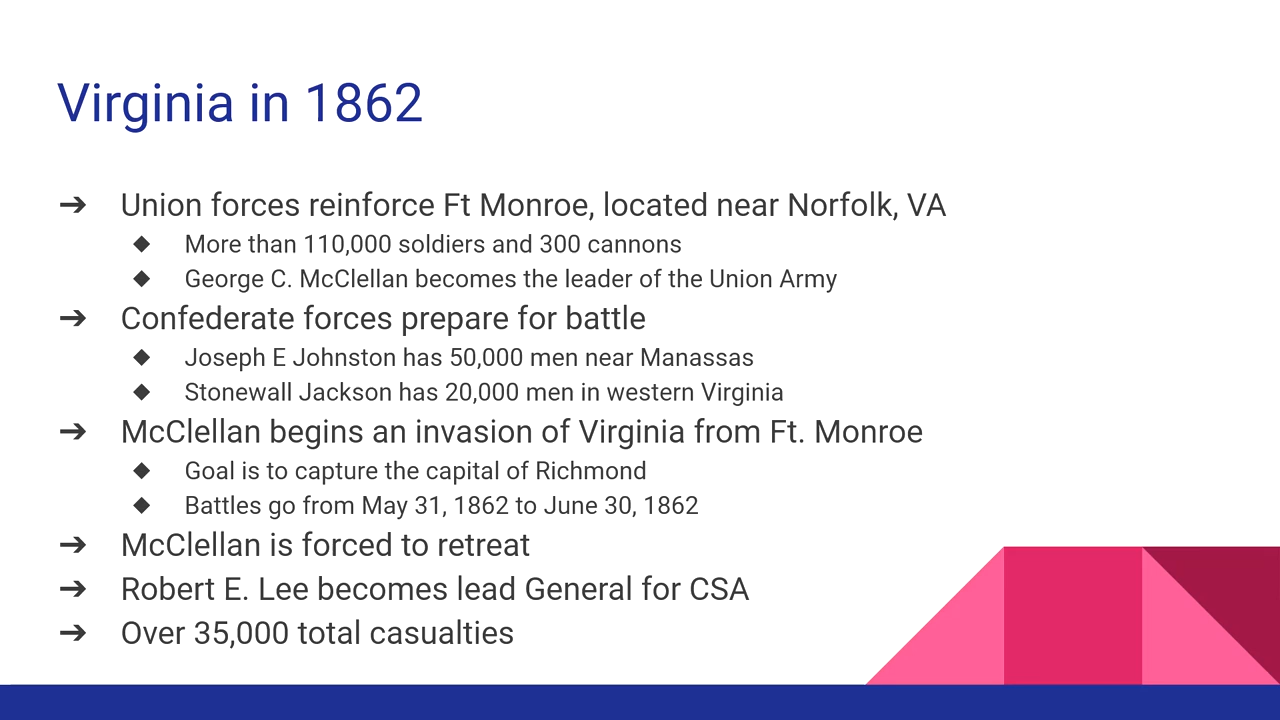 Virginia in 1862
➔ Union forces reinforce Ft Monroe, located near Norfolk, VA
◆ More than 110,000 soldiers and 300 cannons
◆ George C. McClellan becomes the leader of the Union Army
➔ Confederate forces prepare for battle
◆ Joseph E Johnston has 50,000 men near Manassas
◆ Stonewall Jackson has 20,000 men in western Virginia
➔ McClellan begins an invasion of Virginia from Ft. Monroe
◆ Goal is to capture the capital of Richmond
◆ Battles go from May 31, 1862 to June 30, 1862
➔ McClellan is forced to retreat
➔ Robert E. Lee becomes lead General for CSA
➔ Over 35,000 total casualties